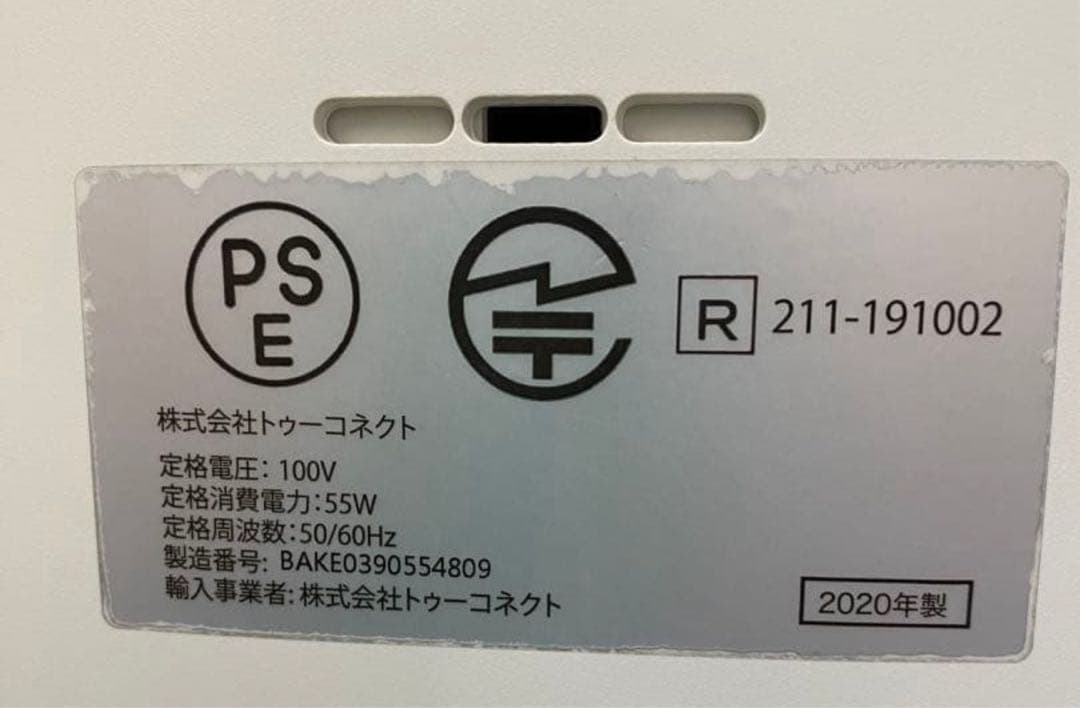 PS
E
R 211-191002
株式会社トゥーコネクト
定格電圧: 100V
定格消費電力:55W
定格周波数:50/60Hz
製造番号: BAKE0390554809
輸入事業者:株式会社トゥーコネクト
2020年製